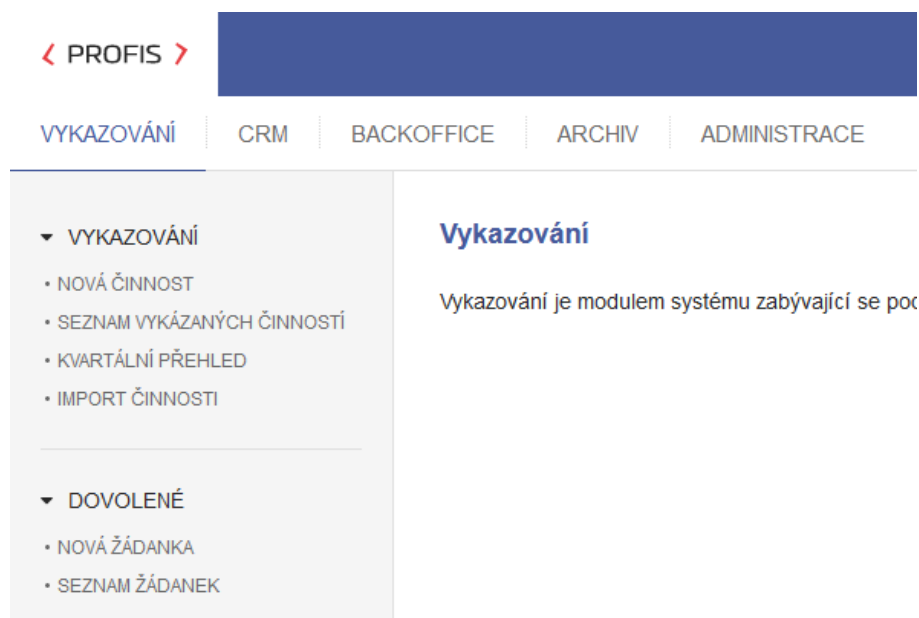 PROFIS
VYKAZOVÁNÍ CRM BACKOFFICE ARCHIV ADMINISTRACE
VYKAZOVÁNÍ
• NOVÁ ČINNOST
• SEZNAM VYKÁZANÝCH ČINNOSTÍ
• KVARTÁLNÍ PŘEHLED
• IMPORT ČINNOSTI
DOVOLENÉ
• NOVÁ ŽÁDANKA
• SEZNAM ŽÁDANEK
Vykazování
Vykazování je modulem systému zabývající se